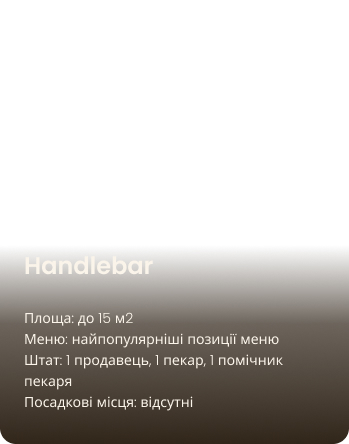 Handlebar
Площа: до 15 м2
Меню: найпопулярніші позиції меню
Штат: 1 продавець, 1 пекар, 1 помічник
пекаря
Посадкові місця: відсутні